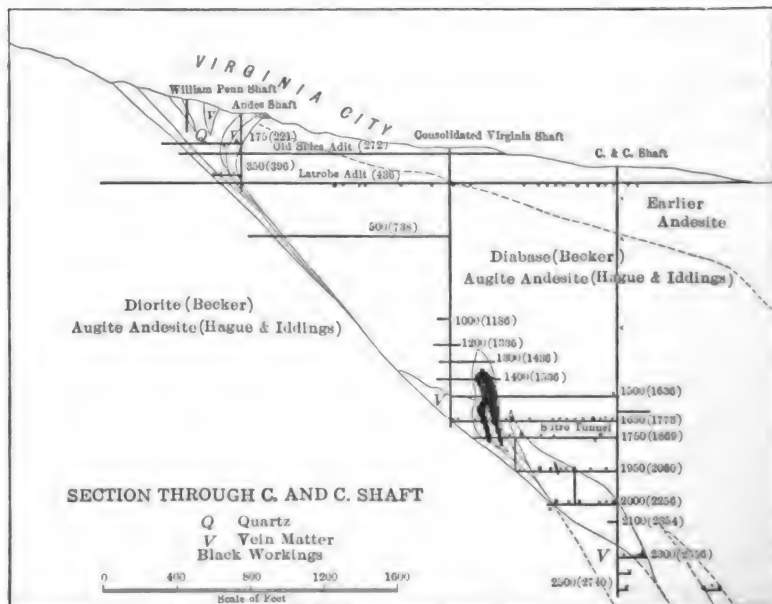 VIRGINIA CITY
William Penn Shaft
Andes Shaft
Q
V
V
175(221)
Consolidated Virginia Shaft
Old Sides Adit (272)
C. & C. Shaft
350(396)
Latrobe Adit (436)
Earlier
Andesite
500(738)
Diabase (Becker)
Augite Andesite (Hague & Iddings)
Diorite (Becker)
Augite Andesite (Hague & Iddings)
1000(1186)
1200(1336)
1300(1436)
1400(1536)
1500(1636)
V
1650(1775)
Sutro Tunnel
1750(1869)
1950(2060)
SECTION THROUGH C. AND C. SHAFT
2000(2256)
Q Quartz
2100(2354)
V Vein Matter
Black Workings
V
2500(2740)
0 400 800 1200 1600
Scale of Feet